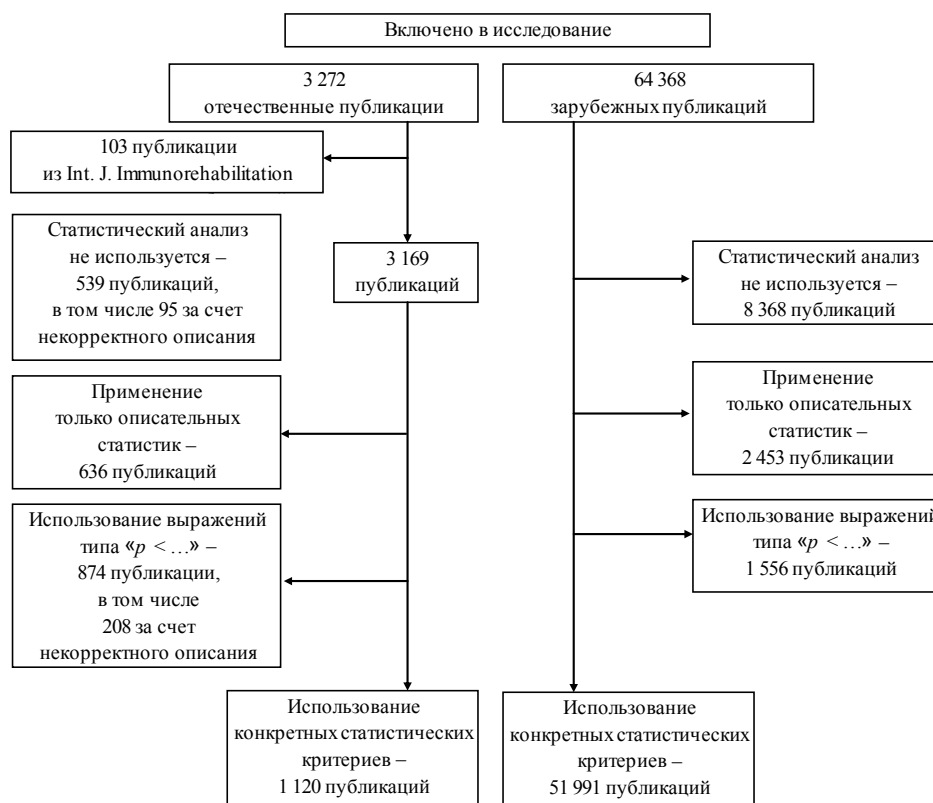 Включено в исследование
3 272
отечественные публикации
64 368
зарубежных публикаций
103 публикации
из Int. J. Immunorehabilitation
Статистический анализ
не используется –
539 публикаций,
в том числе 95 за счет
некорректного описания
3 169
публикаций
Статистический анализ
не используется –
8 368 публикаций
Применение
только описательных
статистик –
636 публикаций
Применение
только описательных
статистик –
2 453 публикации
Использование выражений
типа «p < …» –
874 публикации,
в том числе
208 за счет
некорректного описания
Использование выражений
типа «p < …» –
1 556 публикаций
Использование
конкретных статистических
критериев –
1 120 публикаций
Использование
конкретных статистических
критериев –
51 991 публикаций